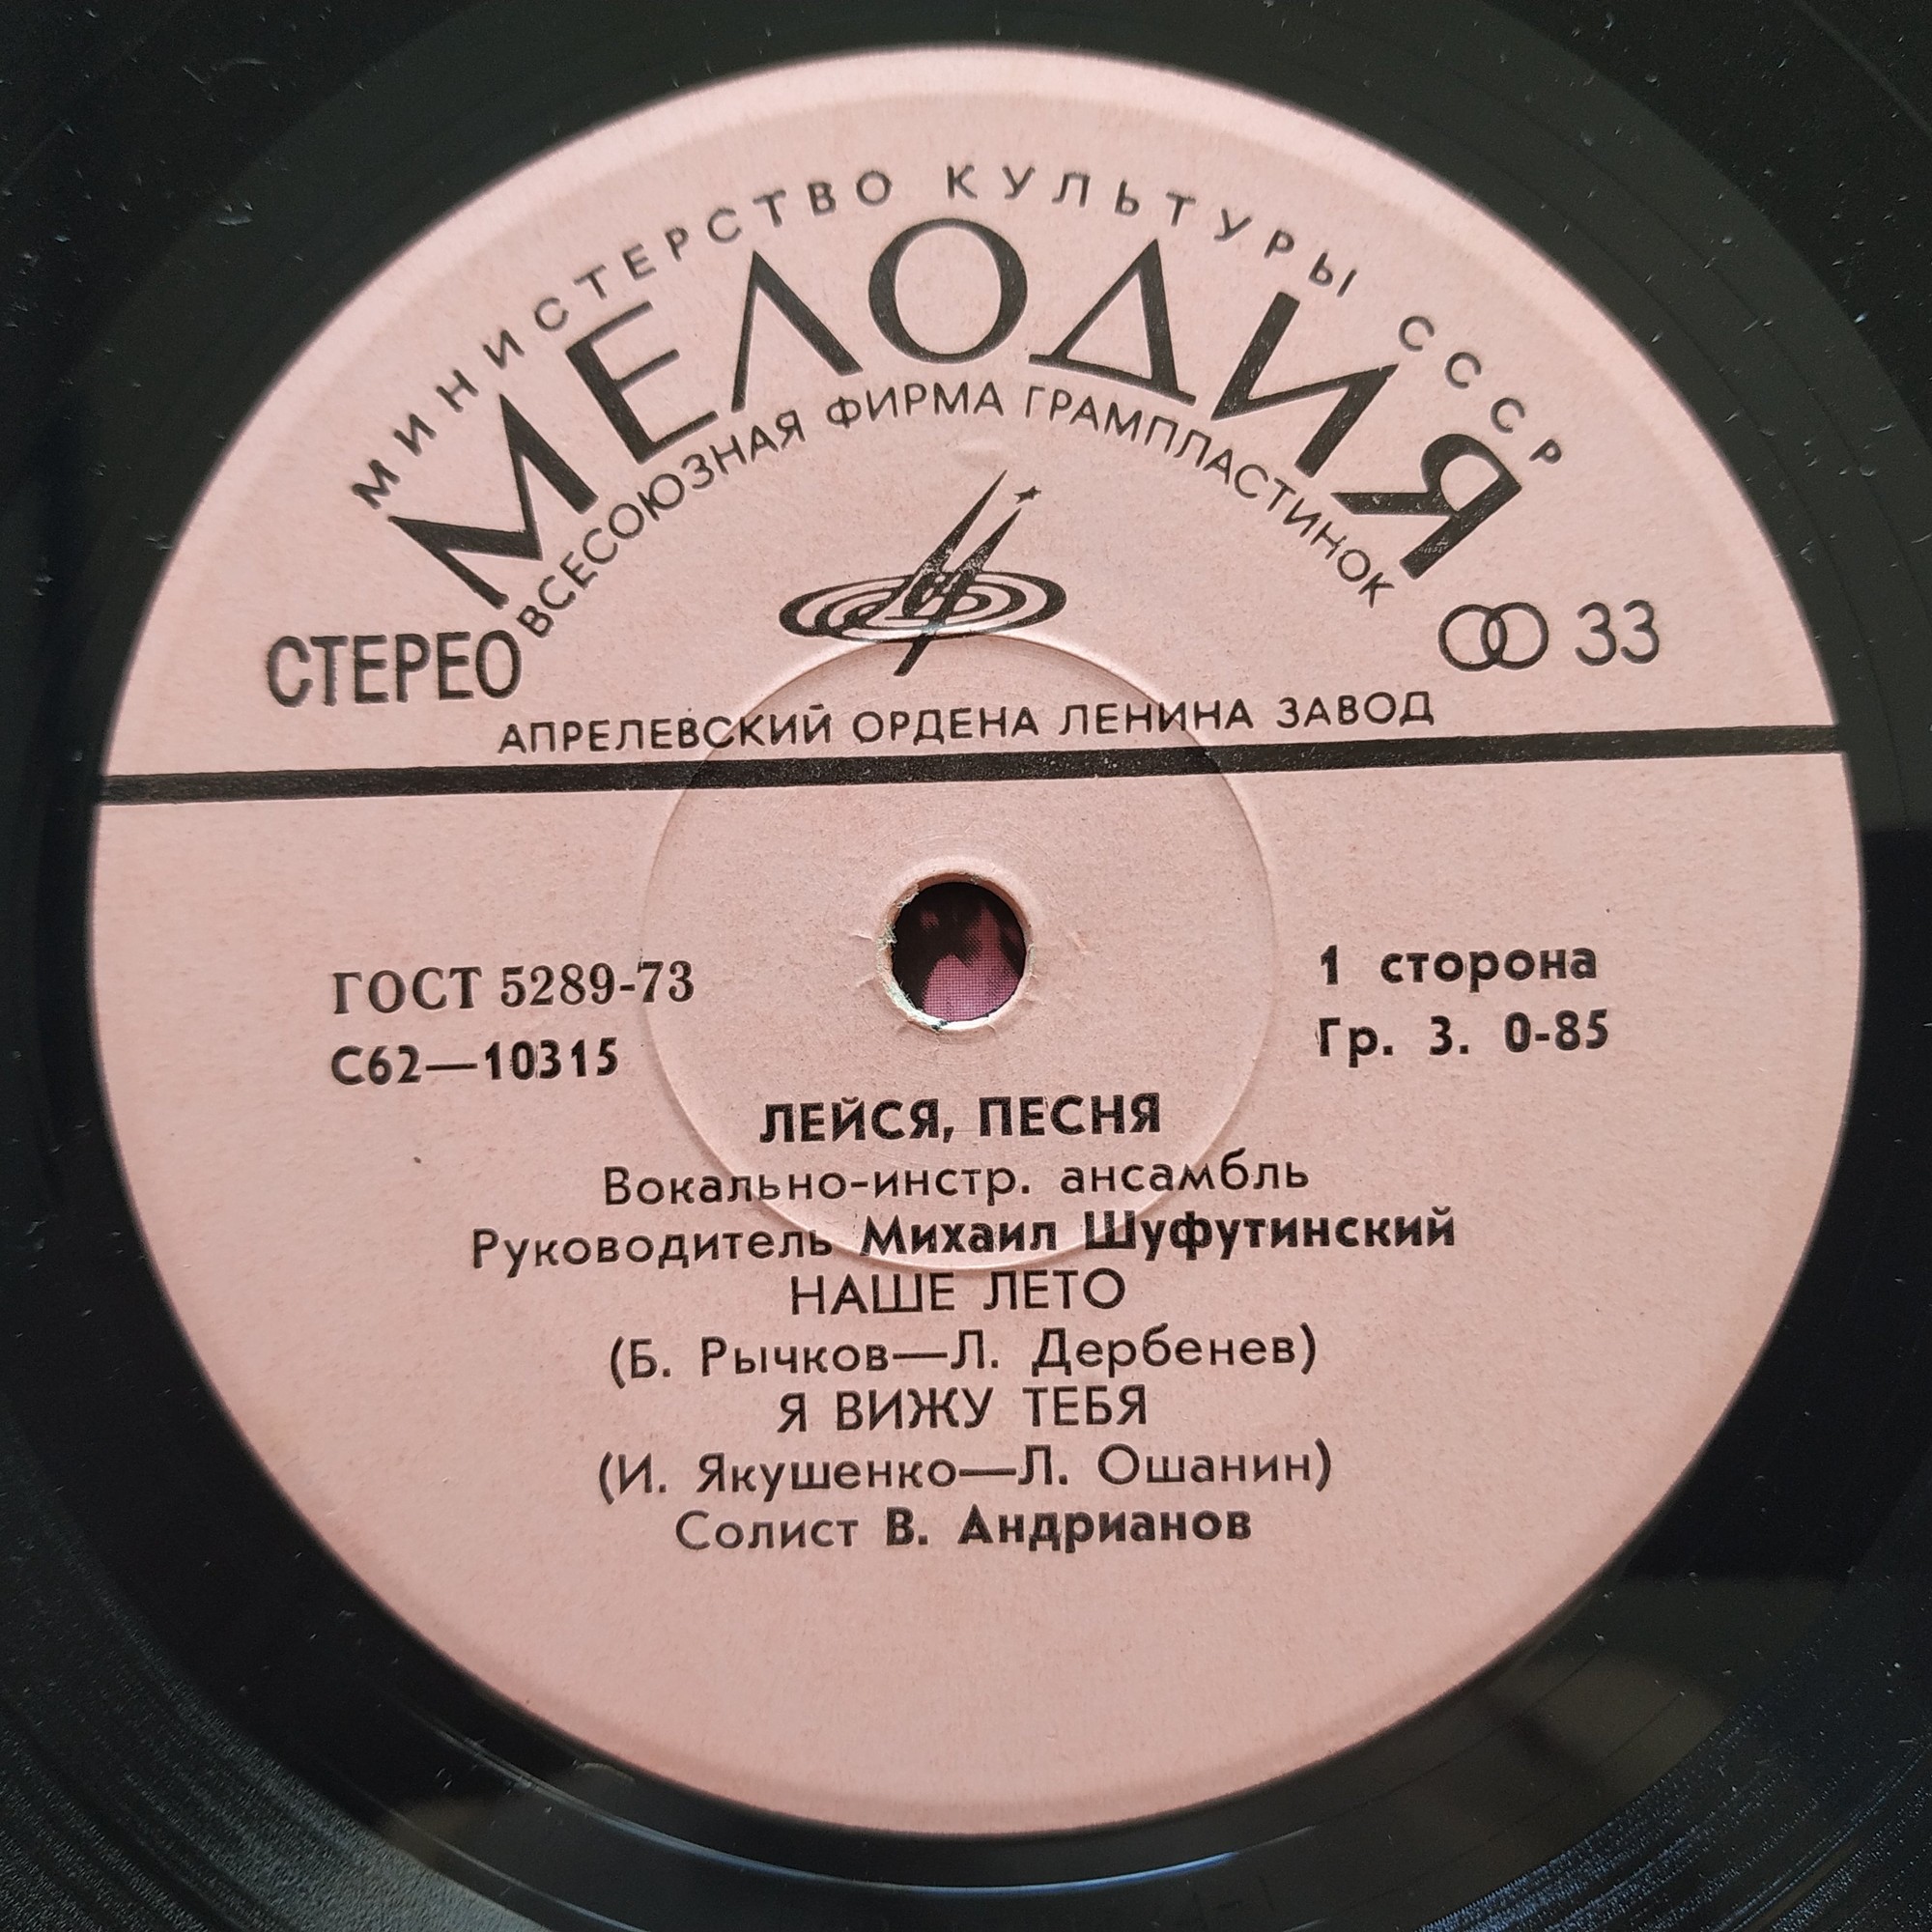 МИНИСТЕРСТВО КУЛЬТУРЫ СССР
МЕЛОДИЯ
ВСЕСОЮЗНАЯ ФИРМА ГРАМПЛАСТИНОК
СТЕРЕО
33
АПРЕЛЕВСКИЙ ОРДЕНА ЛЕНИНА ЗАВОД
ГОСТ 5289-73
С62—10315
1 сторона
Гр. 3. 0-85
ЛЕЙСЯ, ПЕСНЯ
Вокально-инстр. ансамбль
Руководитель Михаил Шуфутинский
НАШЕ ЛЕТО
(Б. Рычков—Л. Дербенев)
Я ВИЖУ ТЕБЯ
(И. Якушенко—Л. Ошанин)
Солист В. Андрианов